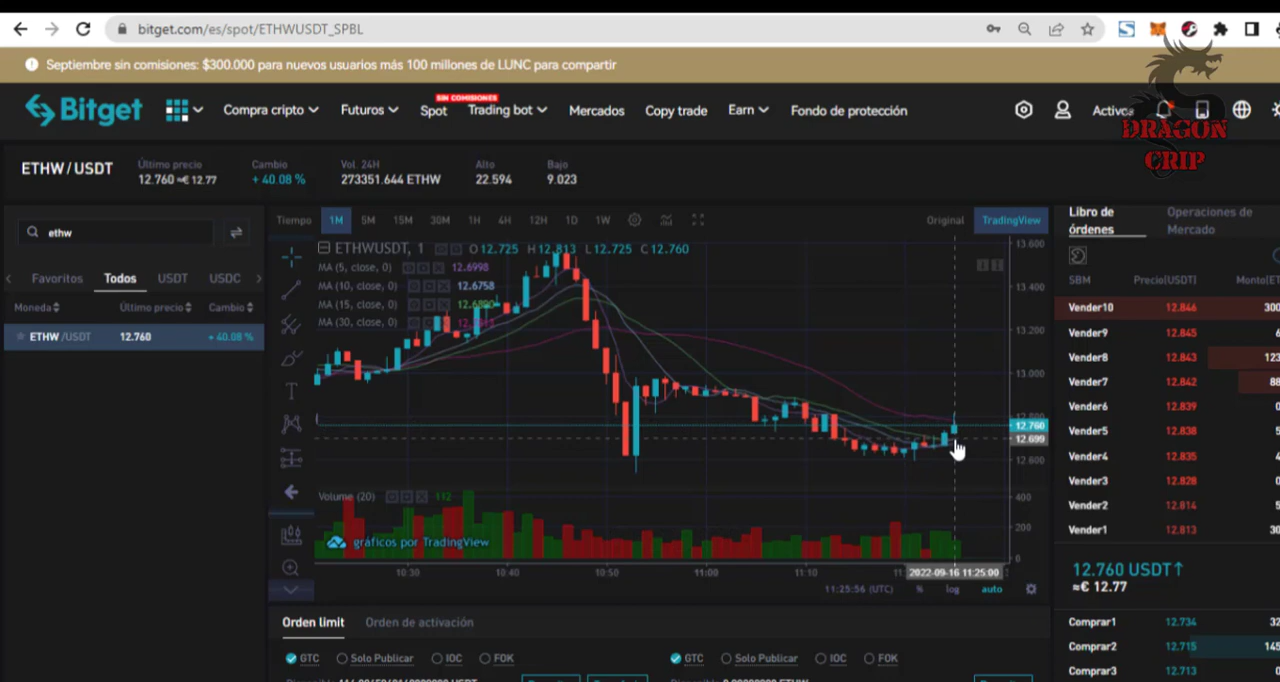 bitget.com/es/spot/ETHWUSDT_SPBL
Septiembre sin comisiones: $300.000 para nuevos usuarios más 100 millones de LUNC para compartir
Bitget
Compra cripto
Futuros
Spot
SIN COMISIONES
Trading bot
Mercados
Copy trade
Earn
Fondo de protección
DRAGON
CRIP
ETHW/USDT
Último precio
12.760 ≈€ 12.77
Cambio
+ 40.08 %
Vol. 24H
273351.644 ETHW
Alto
22.594
Bajo
9.023
ethw
Favoritos
Todos
USDT
USDC
Moneda
Último precio
Cambio
ETHW /USDT
12.760
+ 40.08 %
Tiempo
1M
5M
15M
30M
1H
4H
12H
1D
1W
Original
TradingView
ETHWUSDT, 1
O 12.725 H 12.813 L 12.725 C 12.760
MA (5, close, 0) 12.6998
MA (10, close, 0) 12.6758
MA (15, close, 0)
MA (30, close, 0)
13.600
13.400
13.200
13.000
12.760
12.699
12.600
Volume (20) 112
400
200
0
gráficos por TradingView
10:30
10:40
10:50
11:00
11:10
2022-09-16 11:25:00
11:25:56 (UTC)
%
log
auto
Orden limit
Orden de activación
GTC
Solo Publicar
IOC
FOK
GTC
Solo Publicar
IOC
FOK
Libro de
órdenes
Operaciones de
Mercado
SBM
Precio(USDT)
Vender10 12.846
Vender9 12.845
Vender8 12.843
Vender7 12.842
Vender6 12.839
Vender5 12.838
Vender4 12.835
Vender3 12.828
Vender2 12.814
Vender1 12.813
12.760 USDT↑
≈€ 12.77
Comprar1 12.734
Comprar2 12.715
Comprar3 12.713